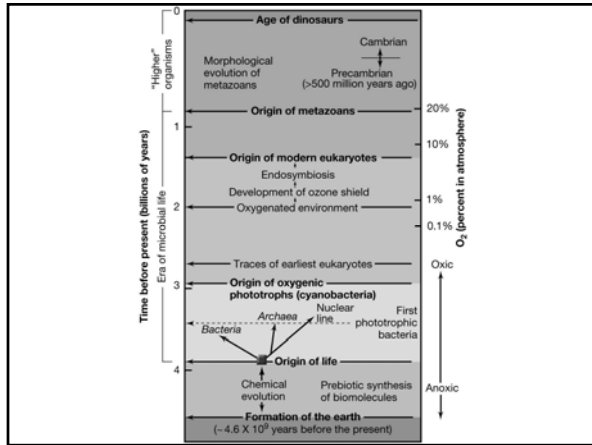 0
Age of dinosaurs
"Higher"
organisms
Morphological
evolution of
metazoans
Cambrian
Precambrian
(>500 million years ago)
Origin of metazoans
20%
1
10%
Origin of modern eukaryotes
Endosymbiosis
Development of ozone shield
1%
2
Oxygenated environment
0.1%
Time before present (billions of years)
Era of microbial life
O₂ (percent in atmosphere)
Traces of earliest eukaryotes
Oxic
3
Origin of oxygenic
phototrophs (cyanobacteria)
Nuclear
line
Archaea
Bacteria
First
phototrophic
bacteria
Origin of life
4
Chemical
evolution
Prebiotic synthesis
of biomolecules
Anoxic
Formation of the earth
(~4.6 X 10⁹ years before the present)